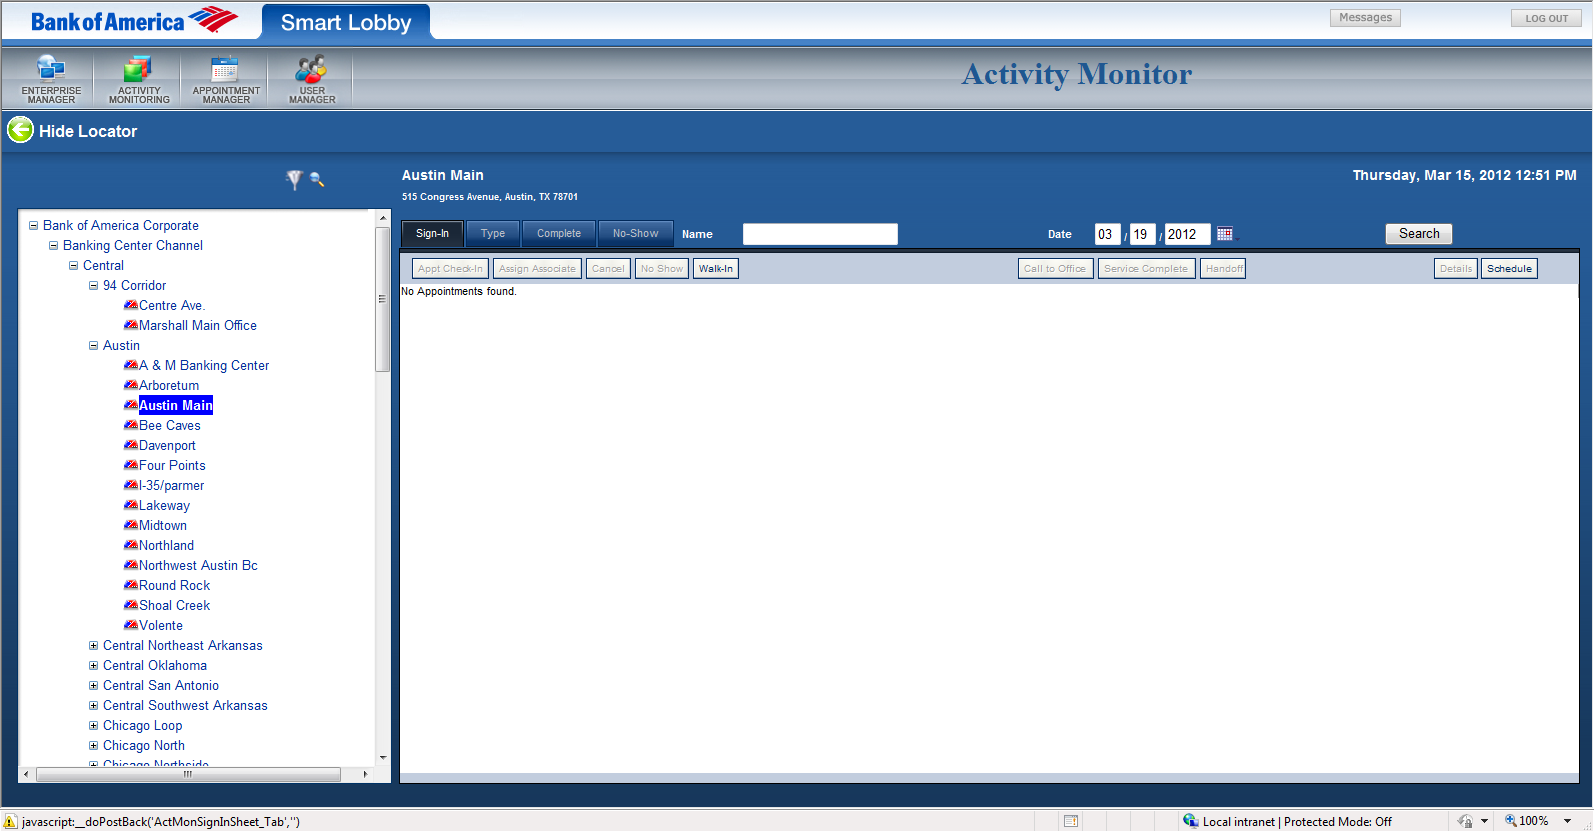 Bank of America
Smart Lobby
Messages
LOG OUT
ENTERPRISE
MANAGER
ACTIVITY
MONITORING
APPOINTMENT
MANAGER
USER
MANAGER
Activity Monitor
Hide Locator
Austin Main
Thursday, Mar 15, 2012 12:51 PM
515 Congress Avenue, Austin, TX 78701
Sign-In Type Complete No-Show Name Date 03 / 19 / 2012 Search
Appt Check-In Assign Associate Cancel No Show Walk-In Call to Office Service Complete Handoff Details Schedule
No Appointments found.
Bank of America Corporate
Banking Center Channel
Central
94 Corridor
Centre Ave.
Marshall Main Office
Austin
A & M Banking Center
Arboretum
Austin Main
Bee Caves
Davenport
Four Points
I-35/parmer
Lakeway
Midtown
Northland
Northwest Austin Bc
Round Rock
Shoal Creek
Volente
Central Northeast Arkansas
Central Oklahoma
Central San Antonio
Central Southwest Arkansas
Chicago Loop
Chicago North
Chicago Northside
javascript:__doPostBack('ActMonSignInSheet_Tab','')
Local intranet | Protected Mode: Off
100%